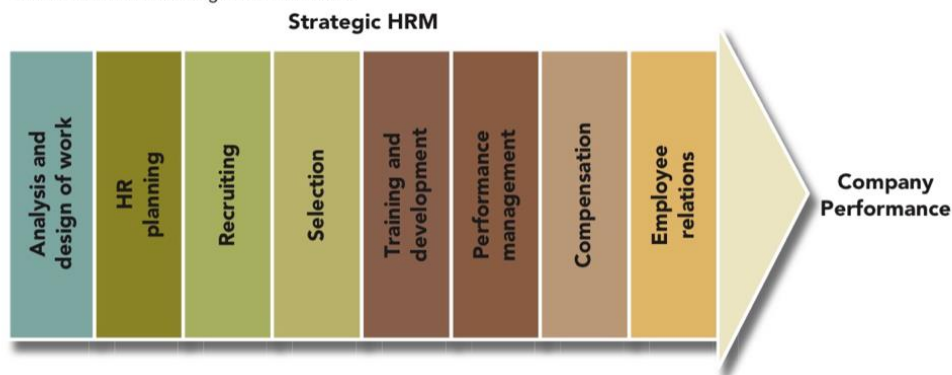 Strategic HRM
Analysis and
design of work
HR
planning
Recruiting
Selection
Training and
development
Performance
management
Compensation
Employee
relations
Company
Performance